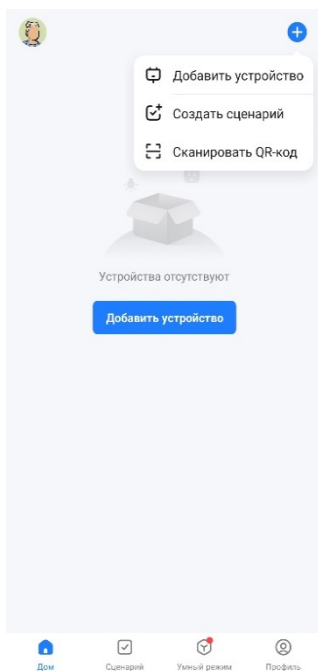 Добавить устройство
Создать сценарий
Сканировать QR-код
Устройства отсутствуют
Добавить устройство
Дом
Сценарий
Умный режим
Профиль